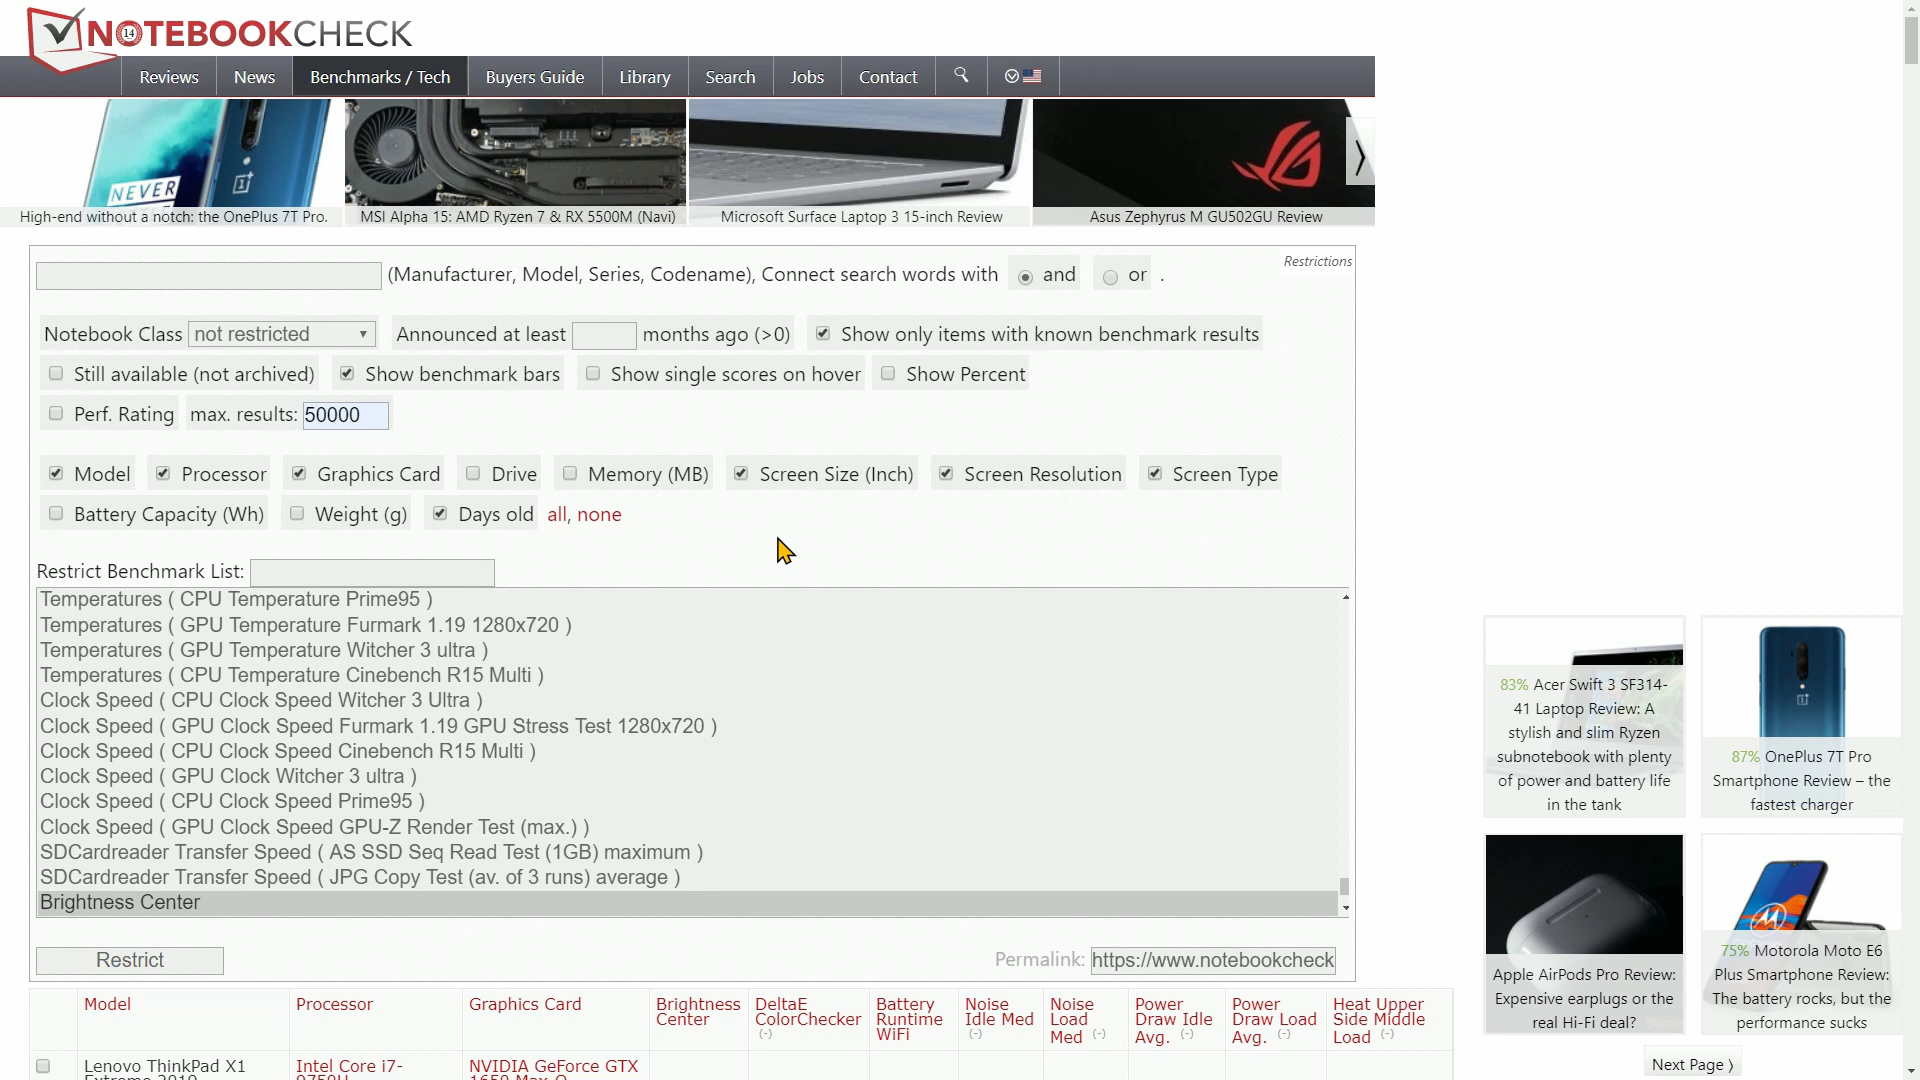 NOTEBOOKCHECK
14
Reviews News Benchmarks / Tech Buyers Guide Library Search Jobs Contact
NEVER
High-end without a notch: the OnePlus 7T Pro.
MSI Alpha 15: AMD Ryzen 7 & RX 5500M (Navi)
Microsoft Surface Laptop 3 15-inch Review
Asus Zephyrus M GU502GU Review
Restrictions
(Manufacturer, Model, Series, Codename), Connect search words with and or .
Notebook Class not restricted Announced at least months ago (>0) Show only items with known benchmark results
Still available (not archived) Show benchmark bars Show single scores on hover Show Percent
Perf. Rating max. results: 50000
Model Processor Graphics Card Drive Memory (MB) Screen Size (Inch) Screen Resolution Screen Type
Battery Capacity (Wh) Weight (g) Days old all, none
Restrict Benchmark List:
Temperatures ( CPU Temperature Prime95 )
Temperatures ( GPU Temperature Furmark 1.19 1280x720 )
Temperatures ( GPU Temperature Witcher 3 ultra )
Temperatures ( CPU Temperature Cinebench R15 Multi )
Clock Speed ( CPU Clock Speed Witcher 3 Ultra )
Clock Speed ( GPU Clock Speed Furmark 1.19 GPU Stress Test 1280x720 )
Clock Speed ( CPU Clock Speed Cinebench R15 Multi )
Clock Speed ( GPU Clock Witcher 3 ultra )
Clock Speed ( CPU Clock Speed Prime95 )
Clock Speed ( GPU Clock Speed GPU-Z Render Test (max.) )
SDCardreader Transfer Speed ( AS SSD Seq Read Test (1GB) maximum )
SDCardreader Transfer Speed ( JPG Copy Test (av. of 3 runs) average )
Brightness Center
Restrict
Permalink: https://www.notebookcheck
Model
Processor
Graphics Card
Brightness
Center
DeltaE
ColorChecker
(-)
Battery
Runtime
WiFi
Noise
Idle Med
(-)
Noise
Load
Med (-)
Power
Draw Idle
Avg. (-)
Power
Draw Load
Avg. (-)
Heat Upper
Side Middle
Load (-)
Lenovo ThinkPad X1
Extreme 2019
Intel Core i7-
9750H
NVIDIA GeForce GTX
1650 Max-Q
83% Acer Swift 3 SF314-
41 Laptop Review: A
stylish and slim Ryzen
subnotebook with plenty
of power and battery life
in the tank
87% OnePlus 7T Pro
Smartphone Review – the
fastest charger
Apple AirPods Pro Review:
Expensive earplugs or the
real Hi-Fi deal?
75% Motorola Moto E6
Plus Smartphone Review:
The battery rocks, but the
performance sucks
Next Page ⟩